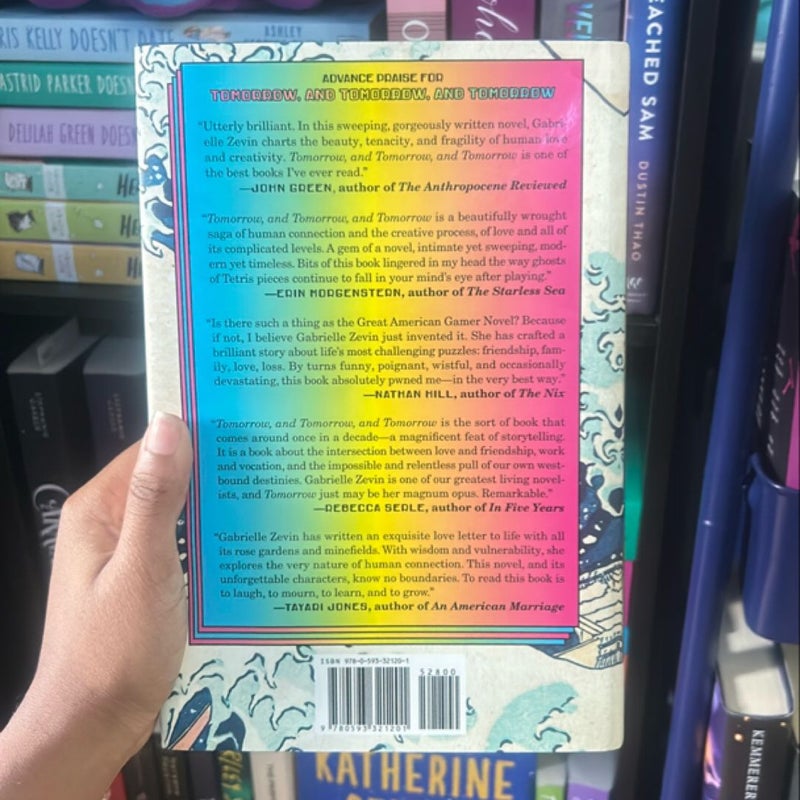 RIS KELLY DOESN'T DATE
ASHLEY
ASTRID PARKER DOESN
DELILAH GREEN DOESN
HE
HE
HE
EACHED SAM
DUSTIN THAO
ADVANCE PRAISE FOR
TOMORROW, AND TOMORROW, AND TOMORROW
"Utterly brilliant. In this sweeping, gorgeously written novel, Gabri-
elle Zevin charts the beauty, tenacity, and fragility of human love
and creativity. Tomorrow, and Tomorrow, and Tomorrow is one of
the best books I've ever read."
—JOHN GREEN, author of The Anthropocene Reviewed
"Tomorrow, and Tomorrow, and Tomorrow is a beautifully wrought
saga of human connection and the creative process, of love and all of
its complicated levels. A gem of a novel, intimate yet sweeping, mod-
ern yet timeless. Bits of this book lingered in my head the way ghosts
of Tetris pieces continue to fall in your mind's eye after playing."
—ERIN MORGENSTERN, author of The Starless Sea
"Is there such a thing as the Great American Gamer Novel? Because
if not, I believe Gabrielle Zevin just invented it. She has crafted a
brilliant story about life's most challenging puzzles: friendship, fam-
ily, love, loss. By turns funny, poignant, wistful, and occasionally
devastating, this book absolutely pwned me—in the very best way."
—NATHAN HILL, author of The Nix
"Tomorrow, and Tomorrow, and Tomorrow is the sort of book that
comes around once in a decade—a magnificent feat of storytelling.
It is a book about the intersection between love and friendship, work
and vocation, and the impossible and relentless pull of our own west-
bound destinies. Gabrielle Zevin is one of our greatest living novel-
ists, and Tomorrow just may be her magnum opus. Remarkable."
—REBECCA SERLE, author of In Five Years
"Gabrielle Zevin has written an exquisite love letter to life with all
its rose gardens and minefields. With wisdom and vulnerability, she
explores the very nature of human connection. This novel, and its
unforgettable characters, know no boundaries. To read this book is
to laugh, to mourn, to learn, and to grow."
—TAYARI JONES, author of An American Marriage
ISBN 978-0-593-32120-1
52800
9 780593 321201
KATHERINE
KEMMERER